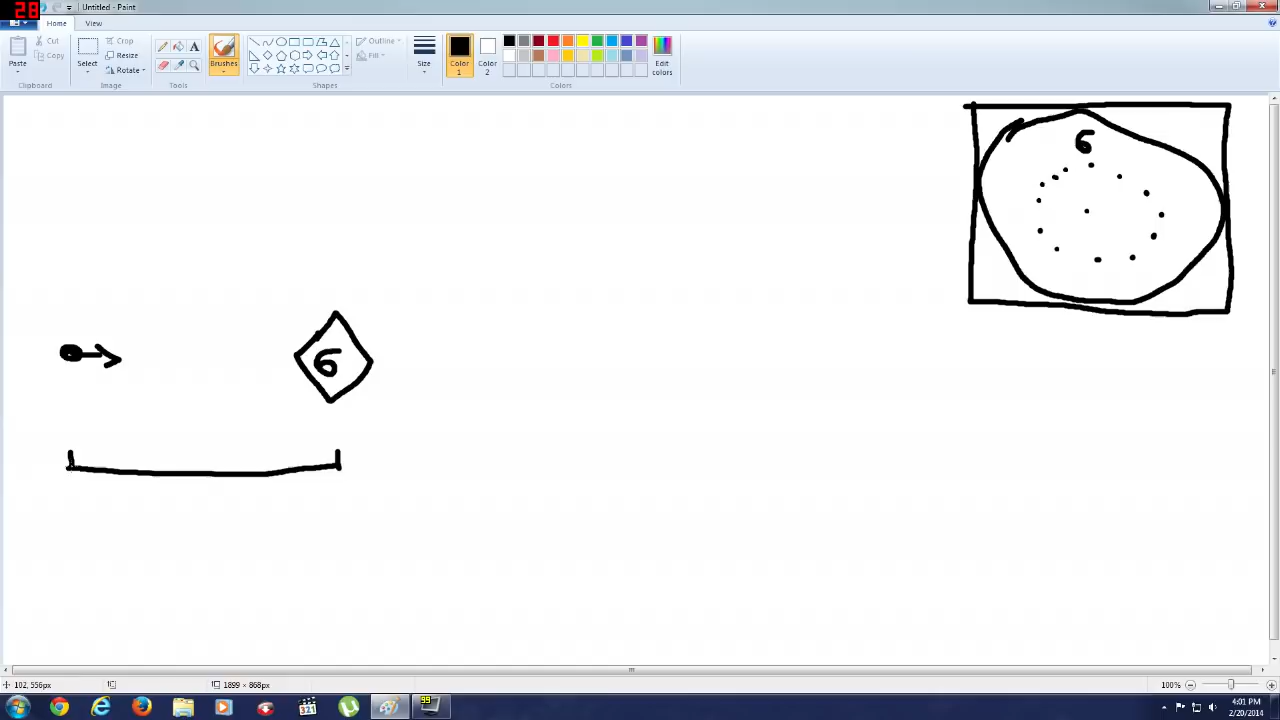 28
Untitled - Paint
Home View
Paste
Cut
Copy
Clipboard
Select
Crop
Resize
Rotate
Image
A
Tools
Brushes
Outline
Fill
Shapes
Size
Color 1
Color 2
Edit colors
Colors
6
6
102, 556px
1899 × 868px
100%
99
4:01 PM
2/20/2014